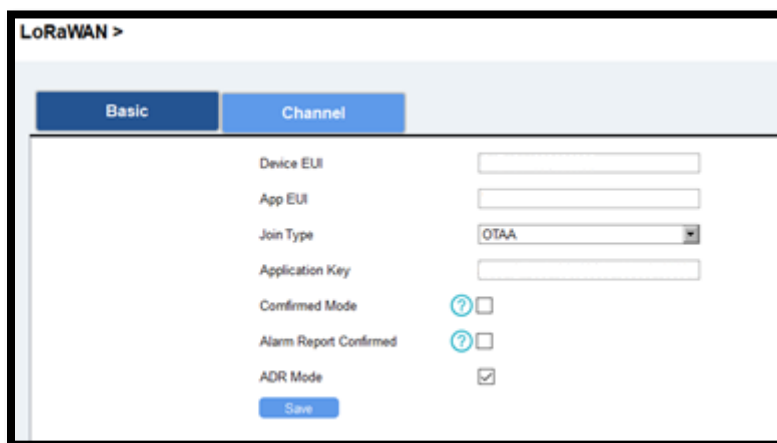 LoRaWAN >
Basic Channel
Device EUI
App EUI
Join Type OTAA
Application Key
Comfirmed Mode ?
Alarm Report Confirmed ?
ADR Mode
Save